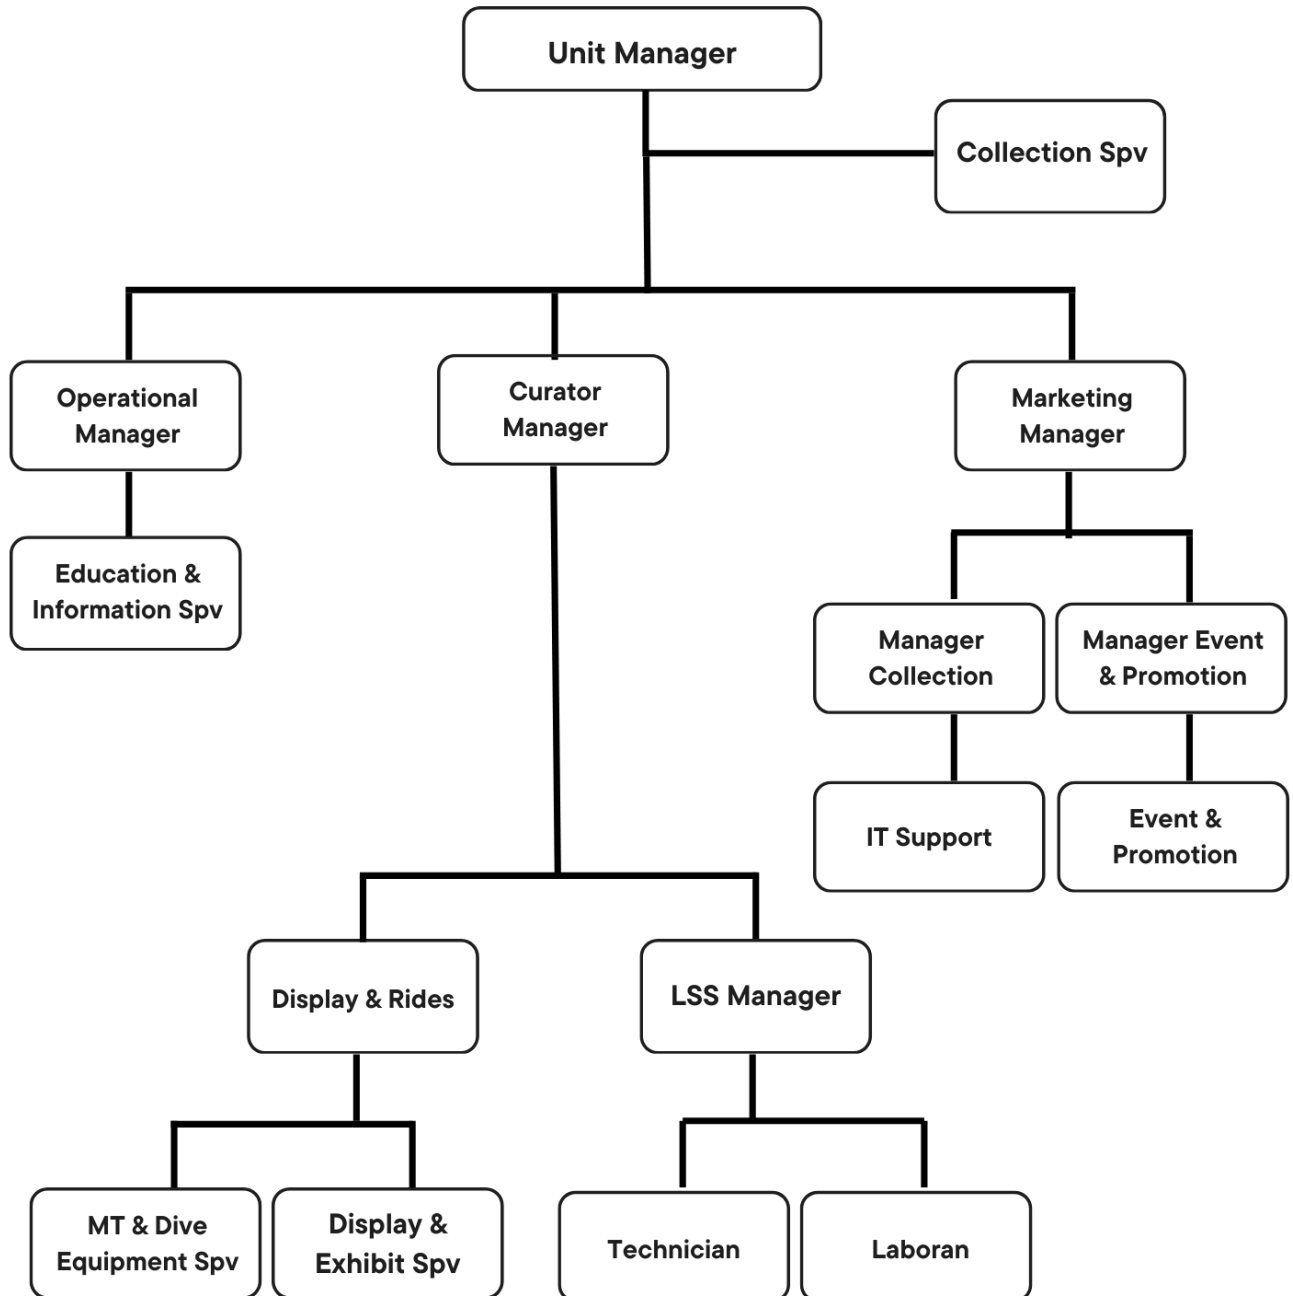 Unit Manager
Collection Spv
Operational
Manager
Curator
Manager
Marketing
Manager
Education &
Information Spv
Manager
Collection
Manager Event
& Promotion
IT Support
Event &
Promotion
Display & Rides
LSS Manager
MT & Dive
Equipment Spv
Display &
Exhibit Spv
Technician
Laboran